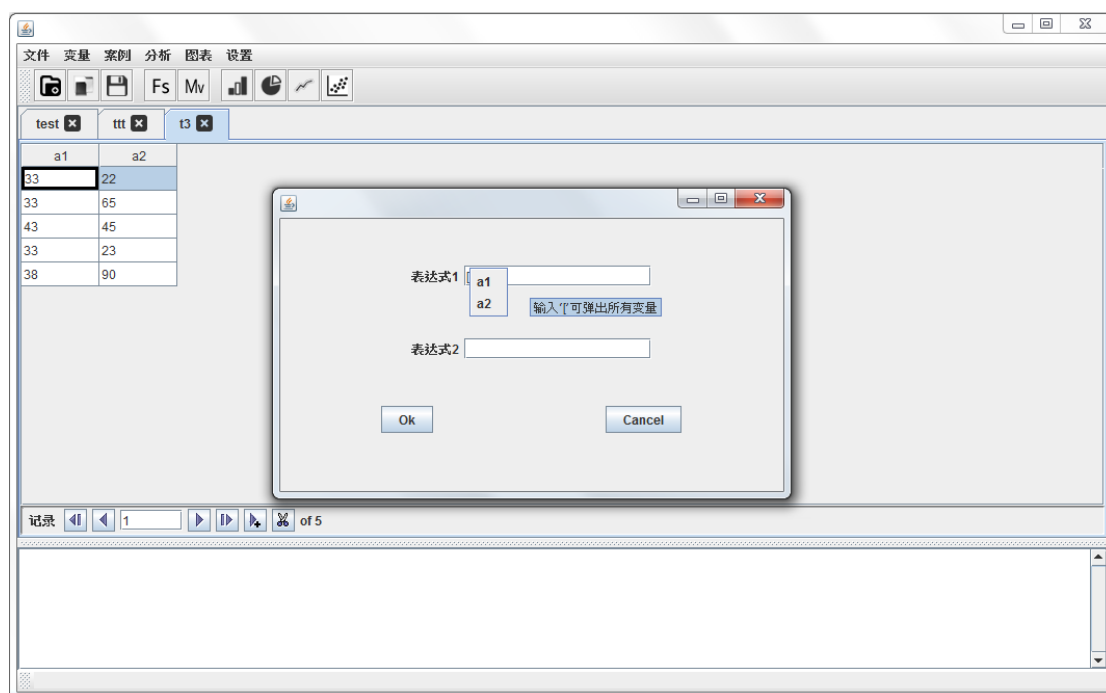 文件 变量 案例 分析 图表 设置
Fs Mv
test ttt t3
a1 a2
33 22
33 65
43 45
33 23
38 90
表达式1 [
a1
a2
输入'['可弹出所有变量
表达式2
Ok Cancel
记录 1 of 5